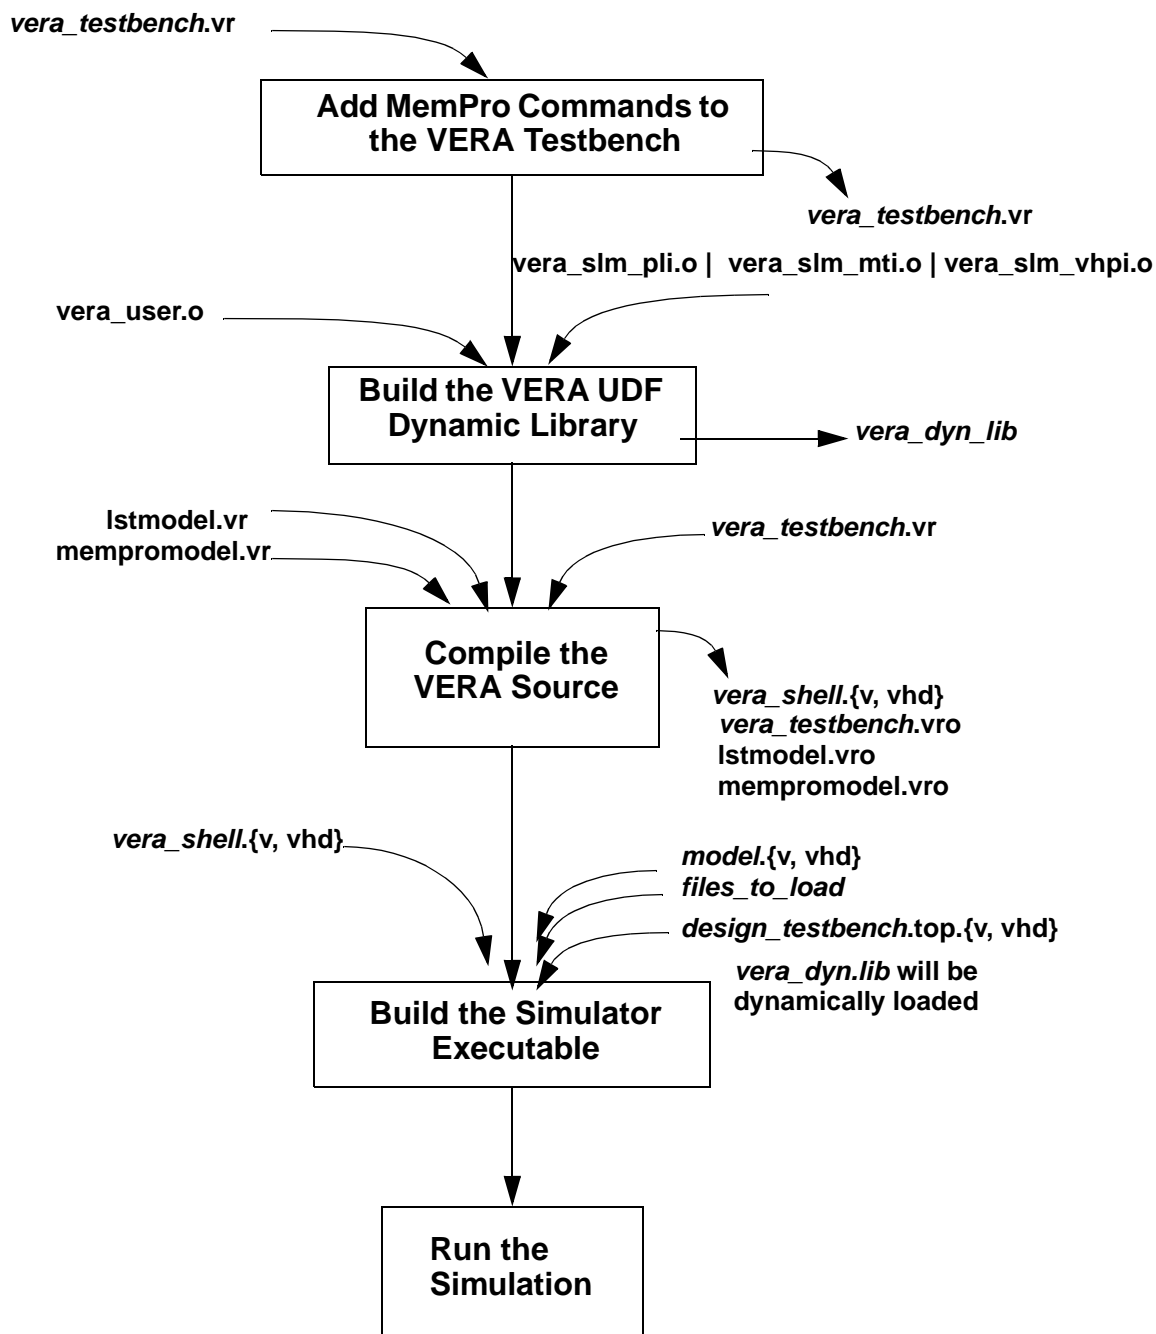 vera_testbench.vr
Add MemPro Commands to
the VERA Testbench
vera_testbench.vr
vera_slm_pli.o | vera_slm_mti.o | vera_slm_vhpi.o
vera_user.o
Build the VERA UDF
Dynamic Library
vera_dyn_lib
lstmodel.vr
mempromodel.vr
vera_testbench.vr
Compile the
VERA Source
vera_shell.{v, vhd}
vera_testbench.vro
lstmodel.vro
mempromodel.vro
vera_shell.{v, vhd}
model.{v, vhd}
files_to_load
design_testbench.top.{v, vhd}
vera_dyn.lib will be
dynamically loaded
Build the Simulator
Executable
Run the
Simulation